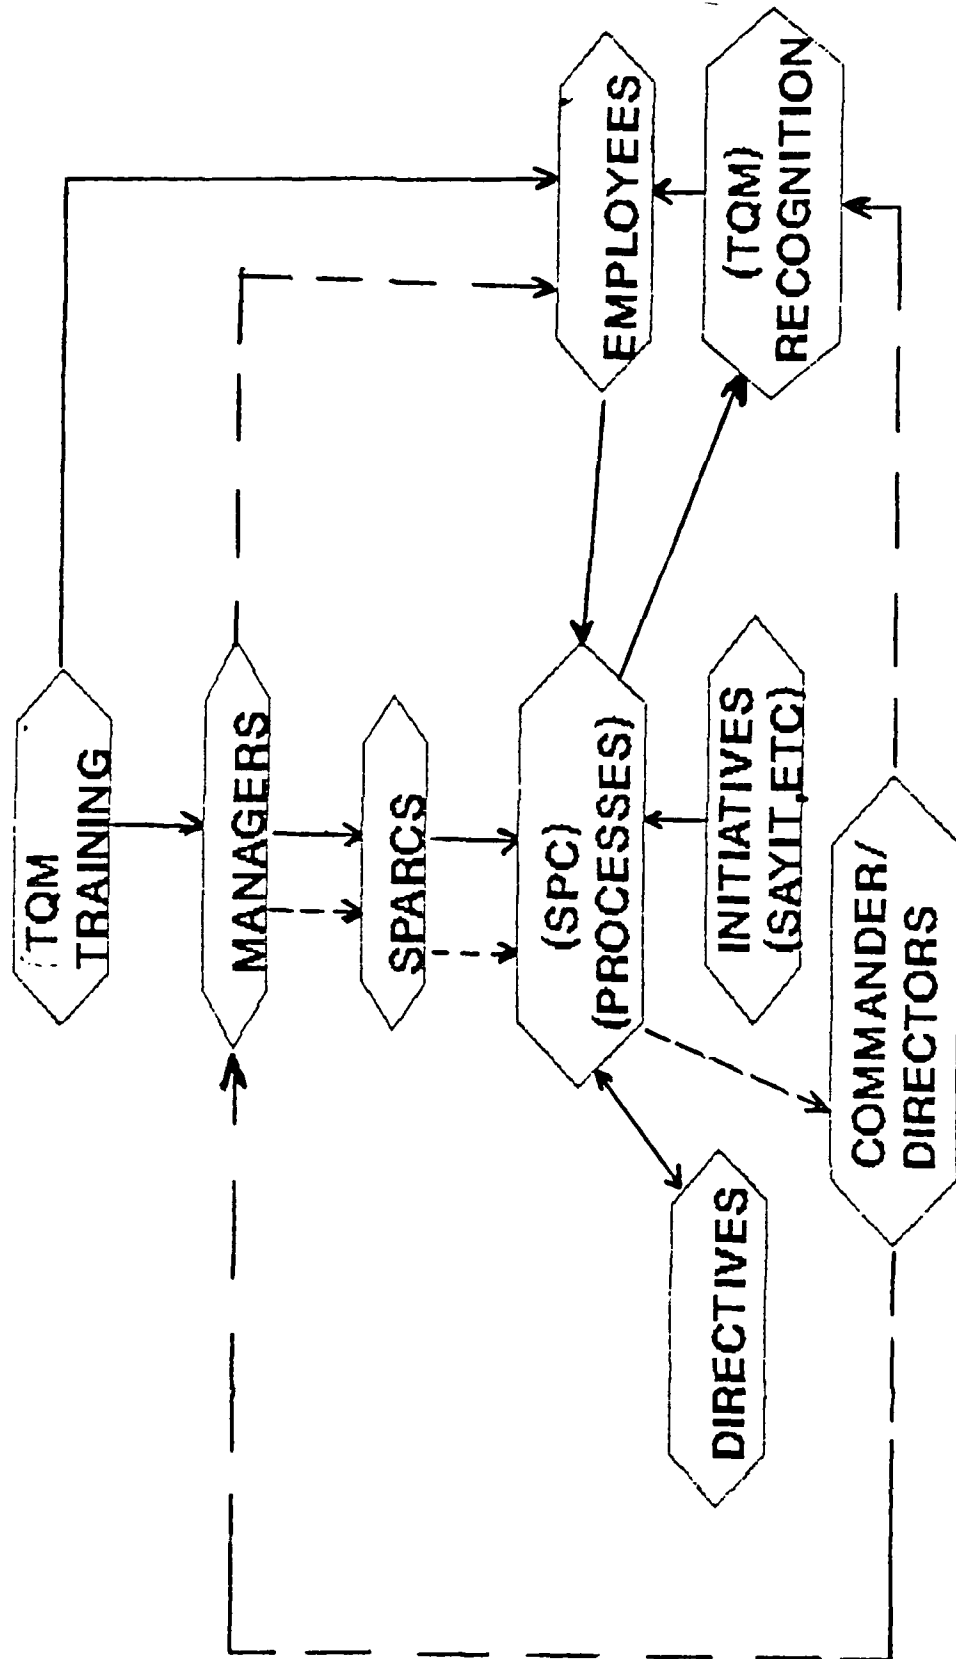 (TQM
TRAINING
MANAGERS
SPARCS
(SPC)
(PROCESSES)
EMPLOYEES
(TQM)
RECOGNITION
INITIATIVES
(SAYIT,ETC)
DIRECTIVES
COMMANDER/
DIRECTORS